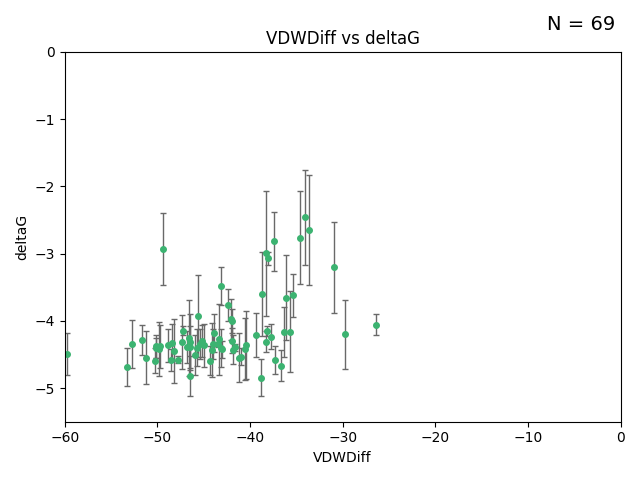 N = 69
VDWDiff vs deltaG
0
−1
−2
−3
−4
−5
deltaG
−60 −50 −40 −30 −20 −10 0
VDWDiff